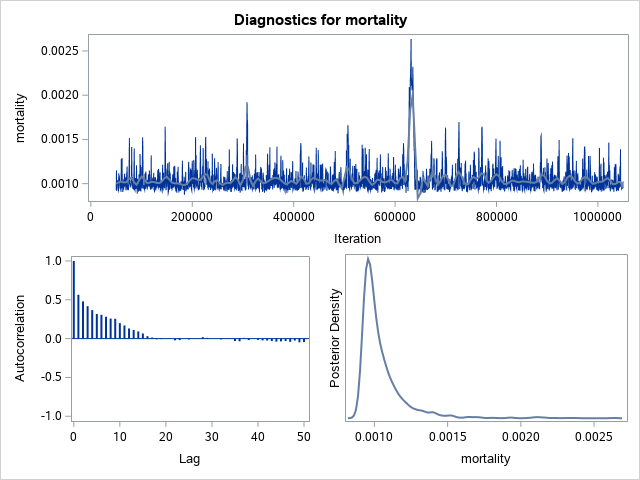 Diagnostics for mortality
mortality
0.0025
0.0020
0.0015
0.0010
0 200000 400000 600000 800000 1000000
Iteration
Autocorrelation
1.0
0.5
0.0
-0.5
-1.0
0 10 20 30 40 50
Lag
Posterior Density
0.0010 0.0015 0.0020 0.0025
mortality